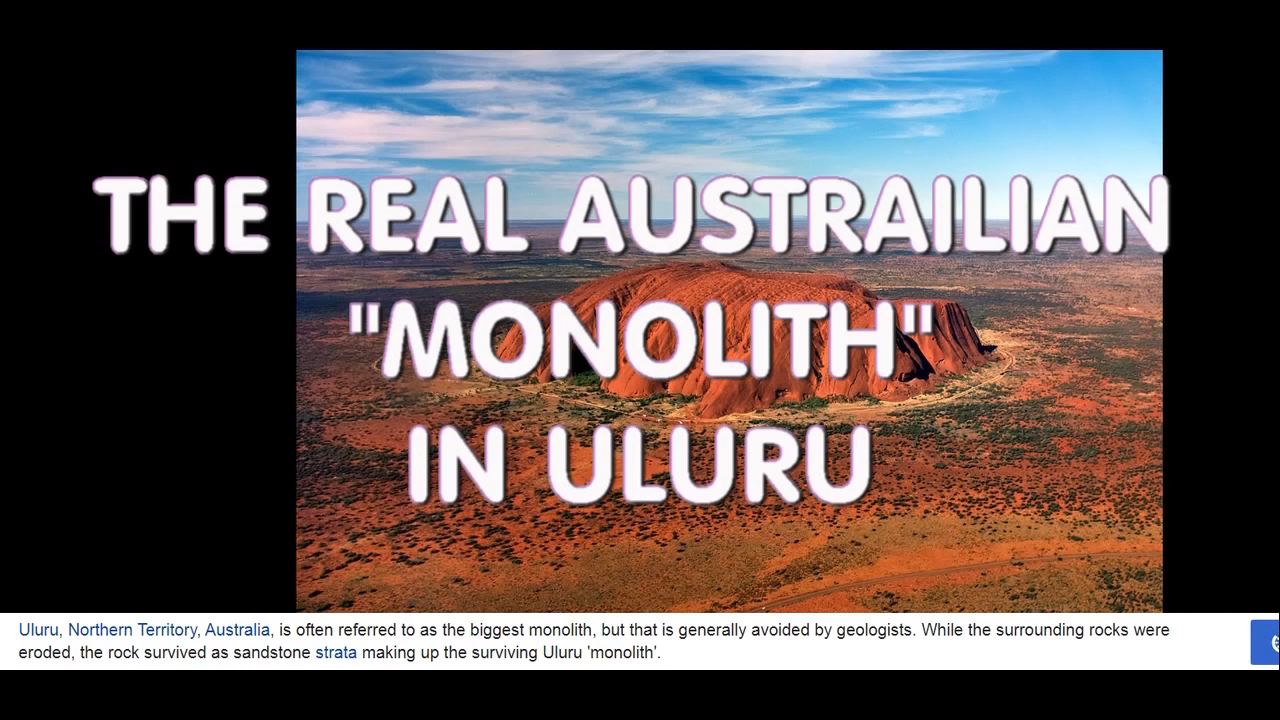 THE REAL AUSTRAILIAN
"MONOLITH"
IN ULURU
Uluru, Northern Territory, Australia, is often referred to as the biggest monolith, but that is generally avoided by geologists. While the surrounding rocks were
eroded, the rock survived as sandstone strata making up the surviving Uluru 'monolith'.